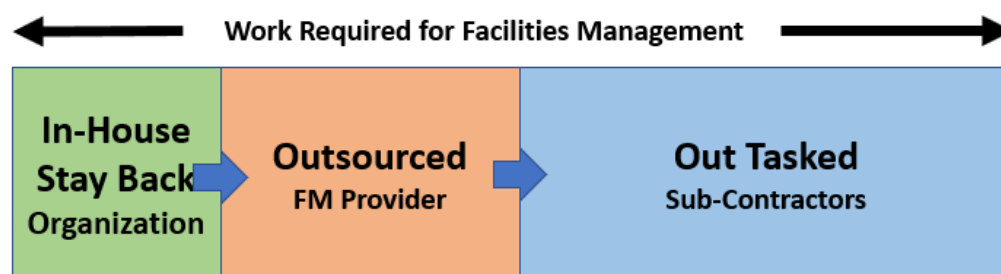 Work Required for Facilities Management
In-House
Stay Back
Organization
Outsourced
FM Provider
Out Tasked
Sub-Contractors